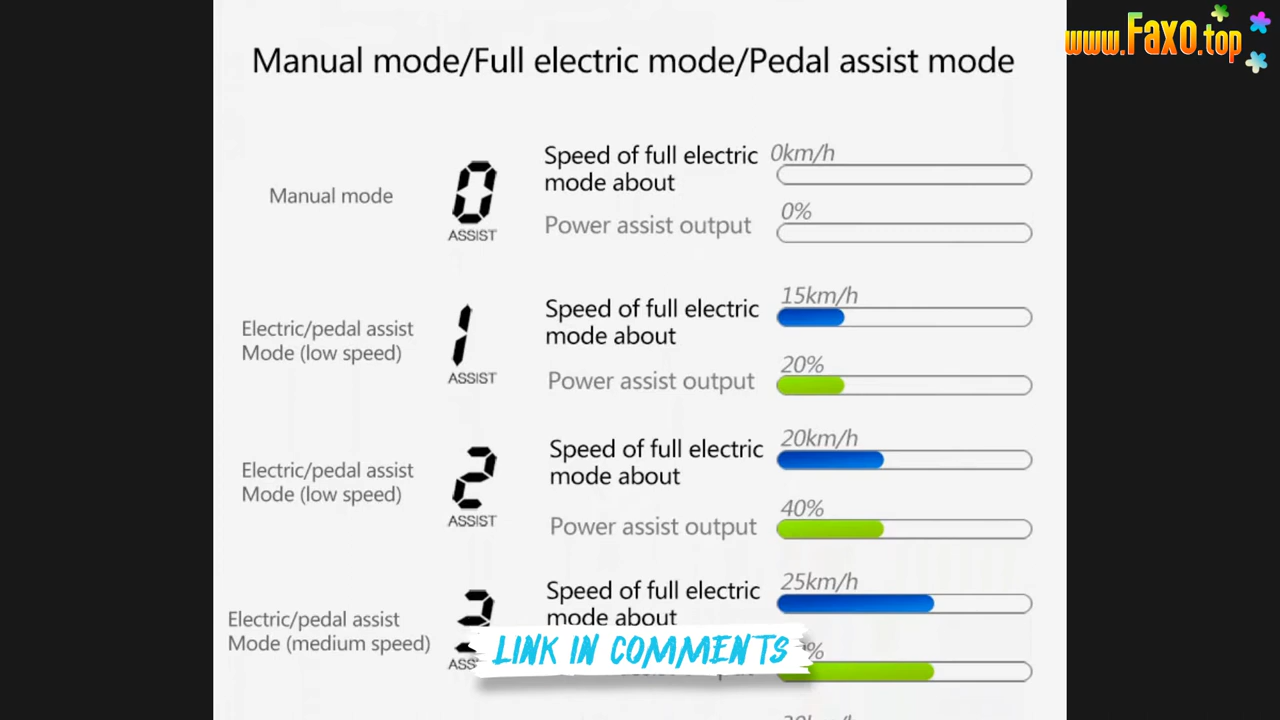 www.Faxo.top
Manual mode/Full electric mode/Pedal assist mode
Manual mode
0
ASSIST
Speed of full electric
mode about
0km/h
Power assist output
0%
Electric/pedal assist
Mode (low speed)
1
ASSIST
Speed of full electric
mode about
15km/h
Power assist output
20%
Electric/pedal assist
Mode (low speed)
2
ASSIST
Speed of full electric
mode about
20km/h
Power assist output
40%
Electric/pedal assist
Mode (medium speed)
3
Speed of full electric
mode about
25km/h
LINK IN COMMENTS